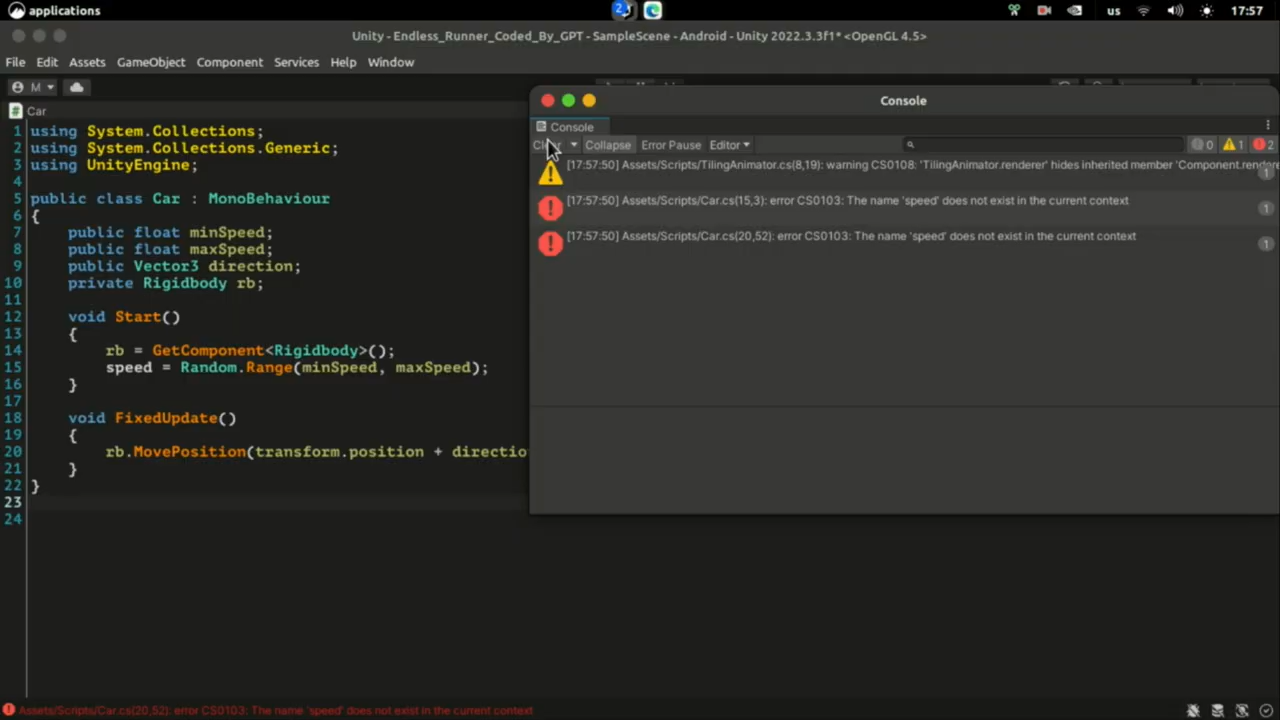 applications
2
us
17:57
Unity - Endless_Runner_Coded_By_GPT - SampleScene - Android - Unity 2022.3.3f1* <OpenGL 4.5>
File Edit Assets GameObject Component Services Help Window
M
# Car
Console
Console
Collapse Error Pause Editor 0 1 2
[17:57:50] Assets/Scripts/TilingAnimator.cs(8,19): warning CS0108: 'TilingAnimator.renderer' hides inherited member 'Component.render
1
[17:57:50] Assets/Scripts/Car.cs(15,3): error CS0103: The name 'speed' does not exist in the current context
1
[17:57:50] Assets/Scripts/Car.cs(20,52): error CS0103: The name 'speed' does not exist in the current context
1
1 using System.Collections;
2 using System.Collections.Generic;
3 using UnityEngine;
4
5 public class Car : MonoBehaviour
6 {
7 public float minSpeed;
8 public float maxSpeed;
9 public Vector3 direction;
10 private Rigidbody rb;
11
12 void Start()
13 {
14 rb = GetComponent<Rigidbody>();
15 speed = Random.Range(minSpeed, maxSpeed);
16 }
17
18 void FixedUpdate()
19 {
20 rb.MovePosition(transform.position + directio
21 }
22 }
23
24
Assets/Scripts/Car.cs(20,52): error CS0103: The name 'speed' does not exist in the current context